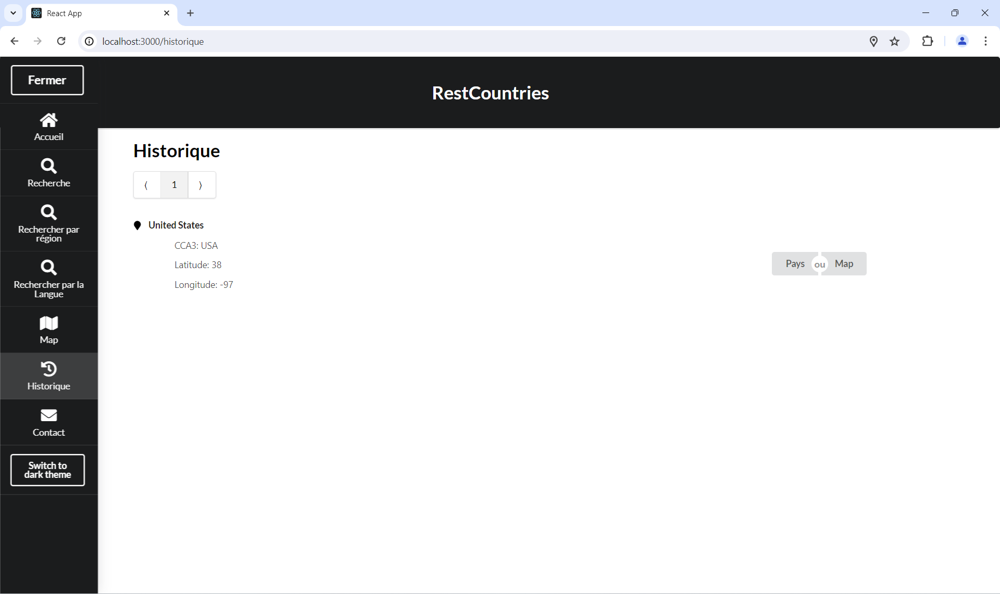 React App
localhost:3000/historique
Fermer
RestCountries
Accueil
Recherche
Rechercher par
région
Rechercher par la
Langue
Map
Historique
Contact
Switch to
dark theme
Historique
⟨ 1 ⟩
United States
CCA3: USA
Latitude: 38
Longitude: -97
Pays ou Map